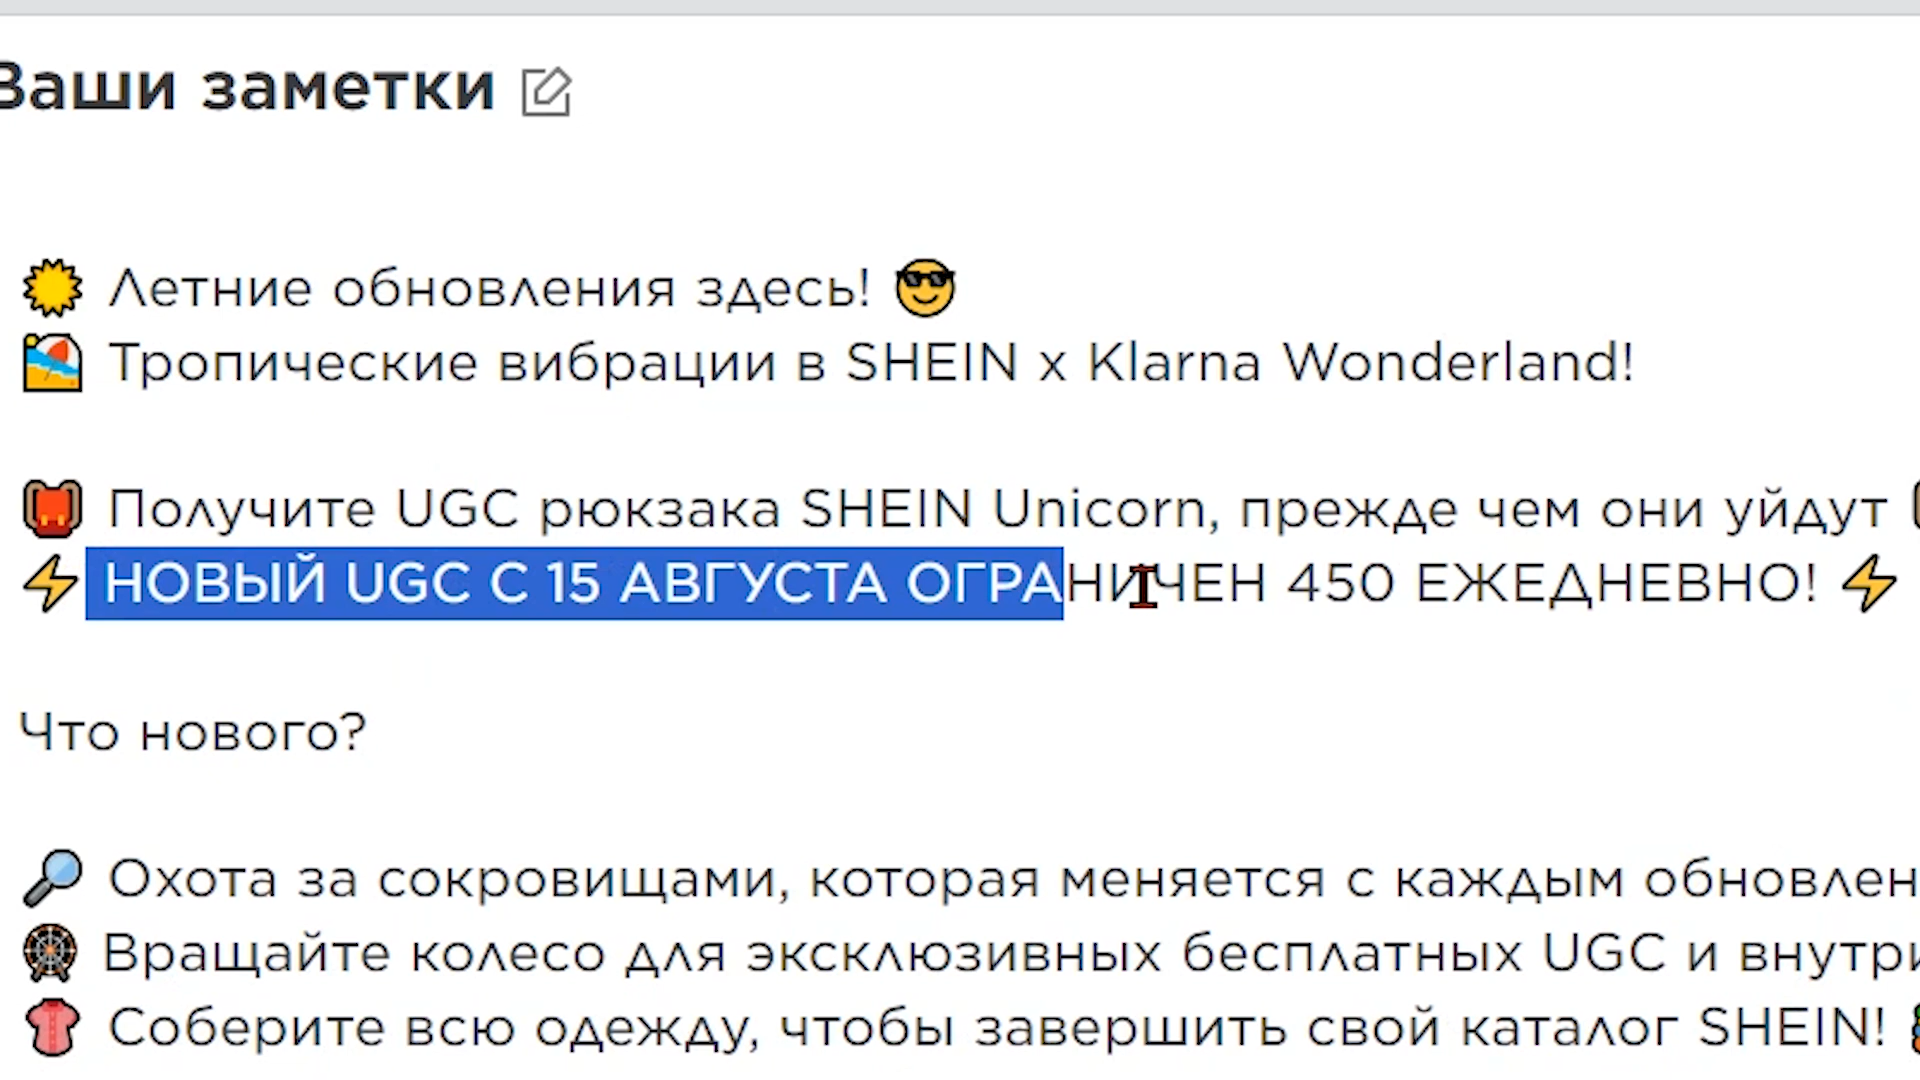 Ваши заметки
Летние обновления здесь!
Тропические вибрации в SHEIN x Klarna Wonderland!
Получите UGC рюкзака SHEIN Unicorn, прежде чем они уйдут
НОВЫЙ UGC С 15 АВГУСТА ОГРАНИЧЕН 450 ЕЖЕДНЕВНО!
Что нового?
Охота за сокровищами, которая меняется с каждым
Вращайте колесо для эксклюзивных бесплатных UGC и
Соберите всю одежду, чтобы завершить свой каталог SHEIN!